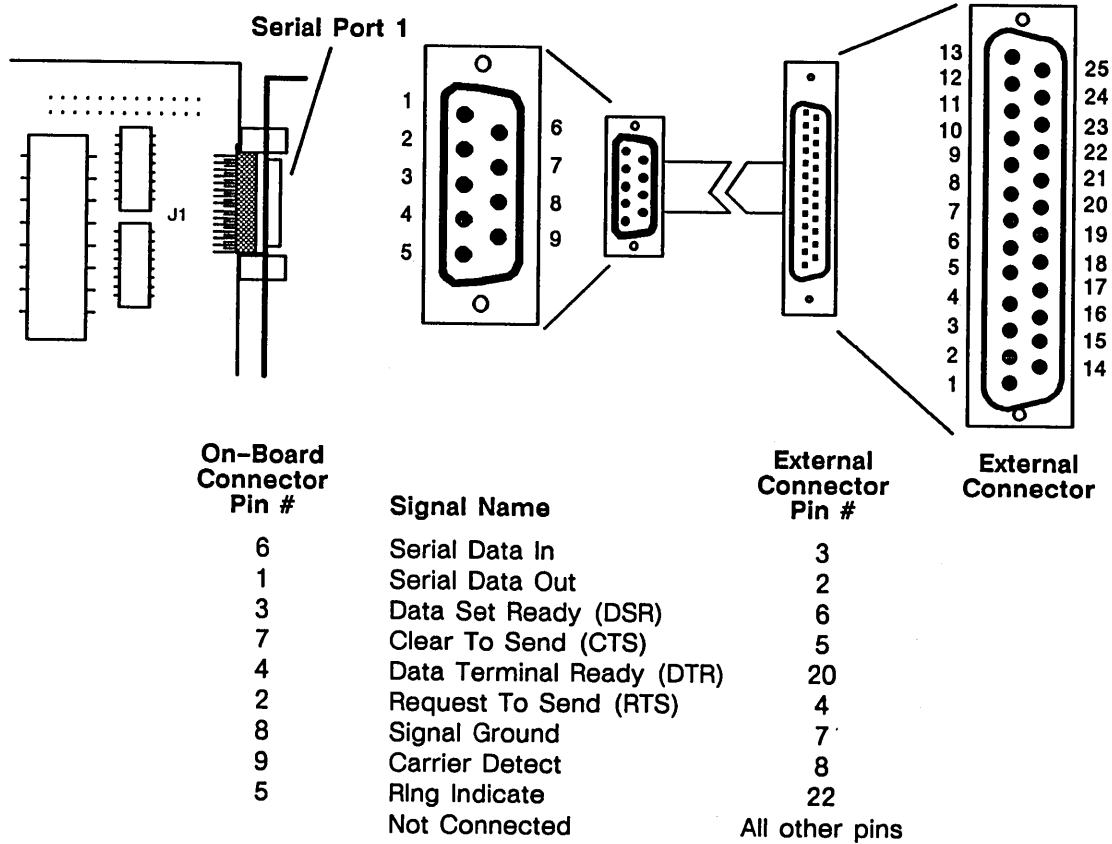 Serial Port 1
J1
1
2
3
4
5
6
7
8
9
13
12
11
10
9
8
7
6
5
4
3
2
1
25
24
23
22
21
20
19
18
17
16
15
14
External
Connector
On-Board
Connector
Pin #
Signal Name
External
Connector
Pin #
6 Serial Data In 3
1 Serial Data Out 2
3 Data Set Ready (DSR) 6
7 Clear To Send (CTS) 5
4 Data Terminal Ready (DTR) 20
2 Request To Send (RTS) 4
8 Signal Ground 7
9 Carrier Detect 8
5 Ring Indicate 22
Not Connected All other pins